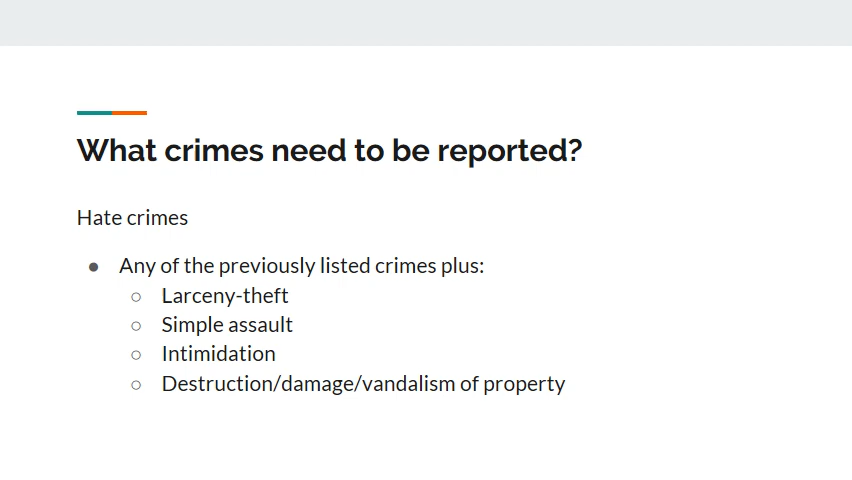 What crimes need to be reported?
Hate crimes
● Any of the previously listed crimes plus:
○ Larceny-theft
○ Simple assault
○ Intimidation
○ Destruction/damage/vandalism of property